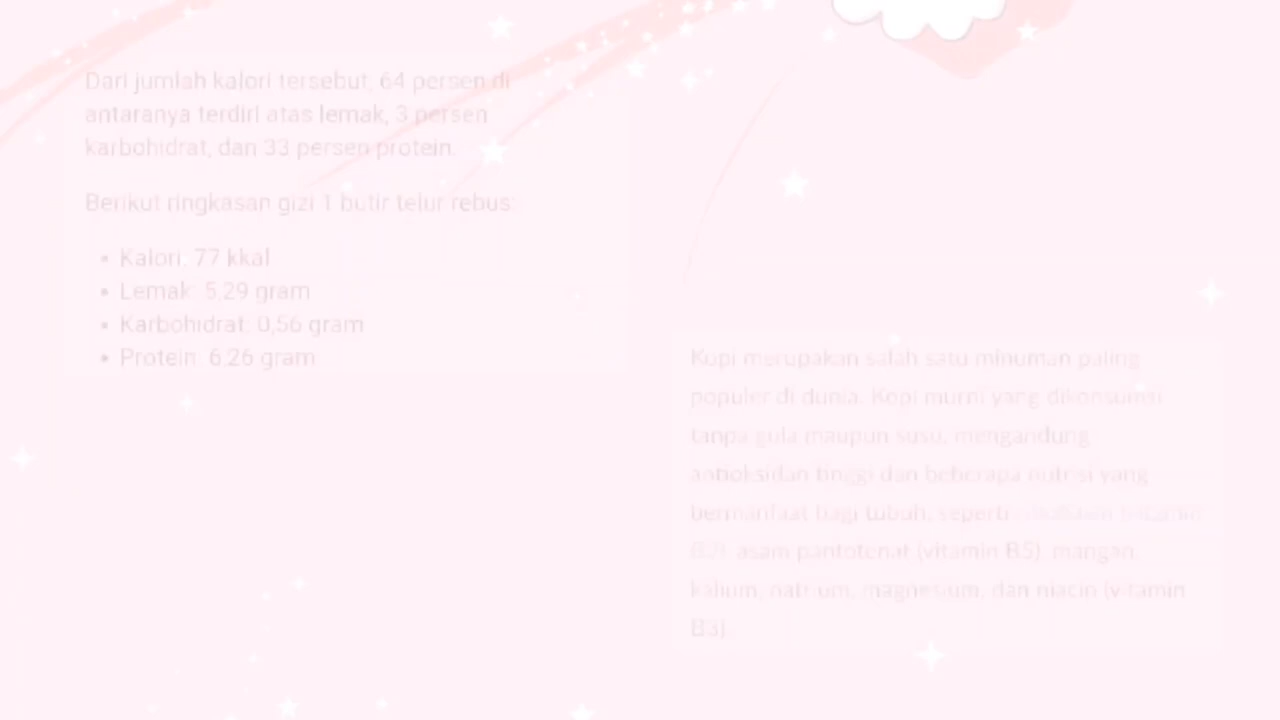 Dari jumlah kalori tersebut, 64 persen di
antaranya terdiri atas lemak, 3 persen
karbohidrat, dan 33 persen protein.
Berikut ringkasan gizi 1 butir telur rebus:
• Kalori: 77 kkal
• Lemak: 5,29 gram
• Karbohidrat: 0,56 gram
• Protein: 6,26 gram
Kopi merupakan salah satu minuman paling
populer di dunia. Kopi murni yang dikonsumsi
tanpa gula maupun susu, mengandung
antioksidan tinggi dan beberapa nutrisi yang
bermanfaat bagi tubuh, seperti
B2), asam pantotenat (vitamin B5), mangan,
kalium, natrium, magnesium, dan niacin (vitamin
B3).